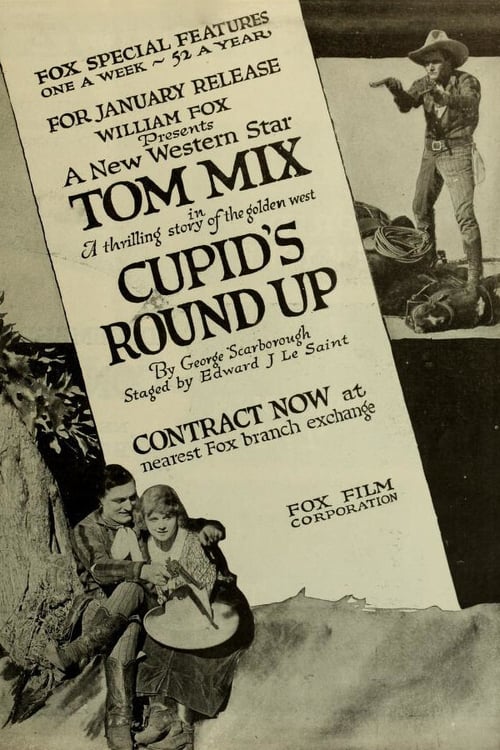 FOX SPECIAL FEATURES
ONE A WEEK ~ 52 A YEAR.
FOR JANUARY RELEASE
WILLIAM FOX
Presents
A New Western Star
TOM MIX
in
A thrilling story of the golden west
CUPID'S
ROUND UP
By George Scarborough
Staged by Edward J Le Saint
CONTRACT NOW at
nearest Fox branch exchange
FOX FILM
CORPORATION